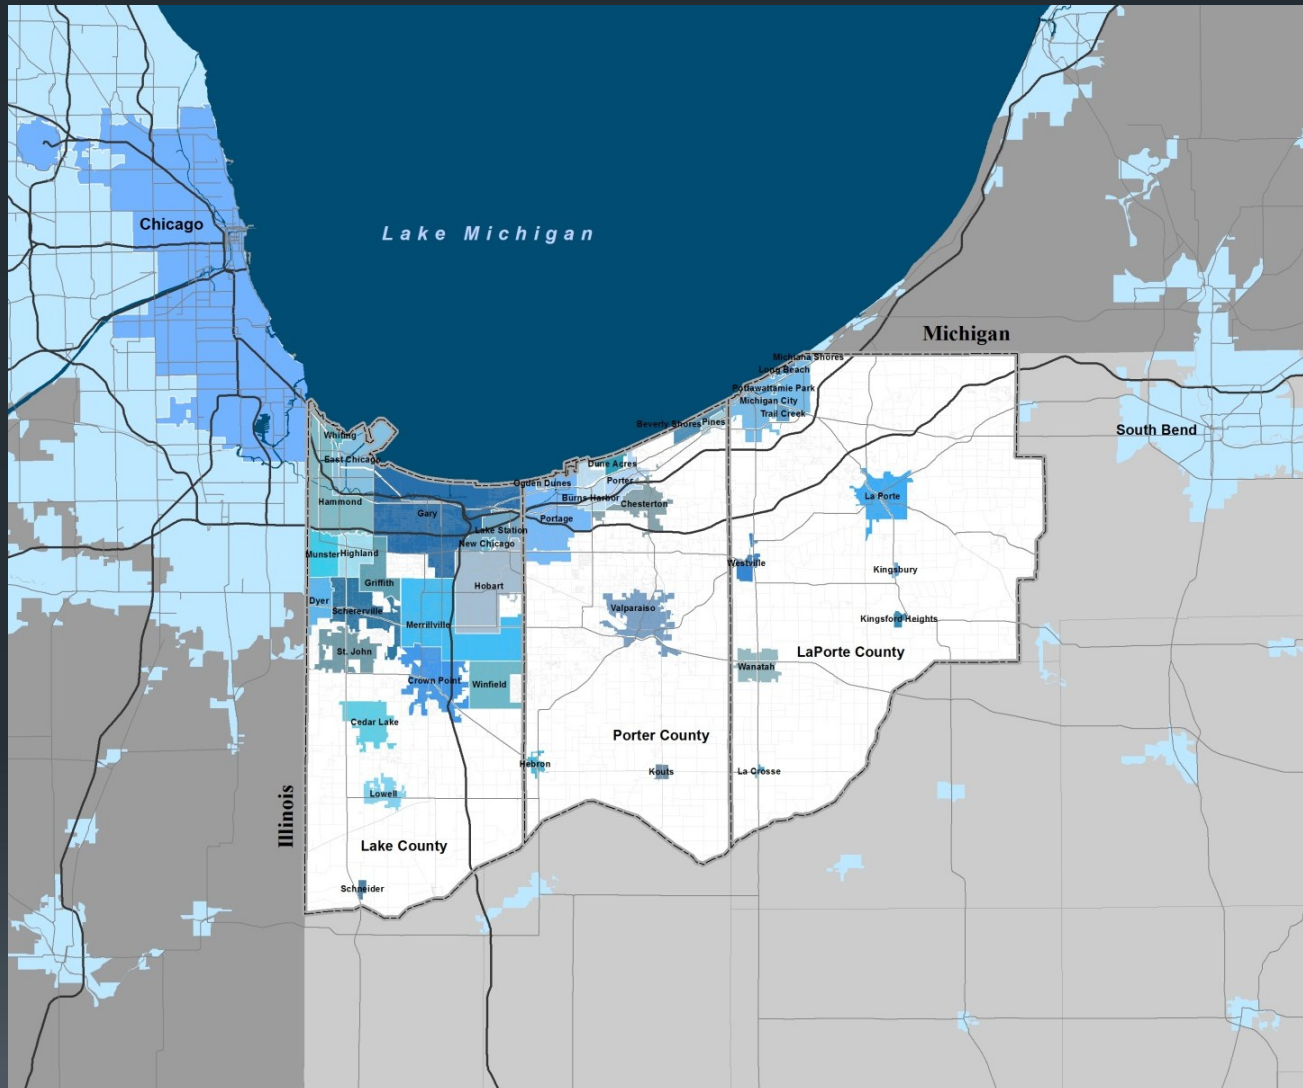 Chicago
Lake Michigan
Michigan
Michiana Shores
Long Beach
Pottawattamie Park
Michigan City
Trail Creek
Beverly Shores
Pines
South Bend
Whiting
East Chicago
Dune Acres
Porter
Ogden Dunes
Burns Harbor
Chesterton
La Porte
Hammond
Gary
Portage
Lake Station
New Chicago
Munster
Highland
Westville
Kingsbury
Griffith
Hobart
Dyer
Schererville
Valparaiso
Kingsford Heights
Merrillville
St. John
LaPorte County
Wanatah
Crown Point
Winfield
Cedar Lake
Porter County
Hebron
Kouts
La Crosse
Lowell
Illinois
Lake County
Schneider